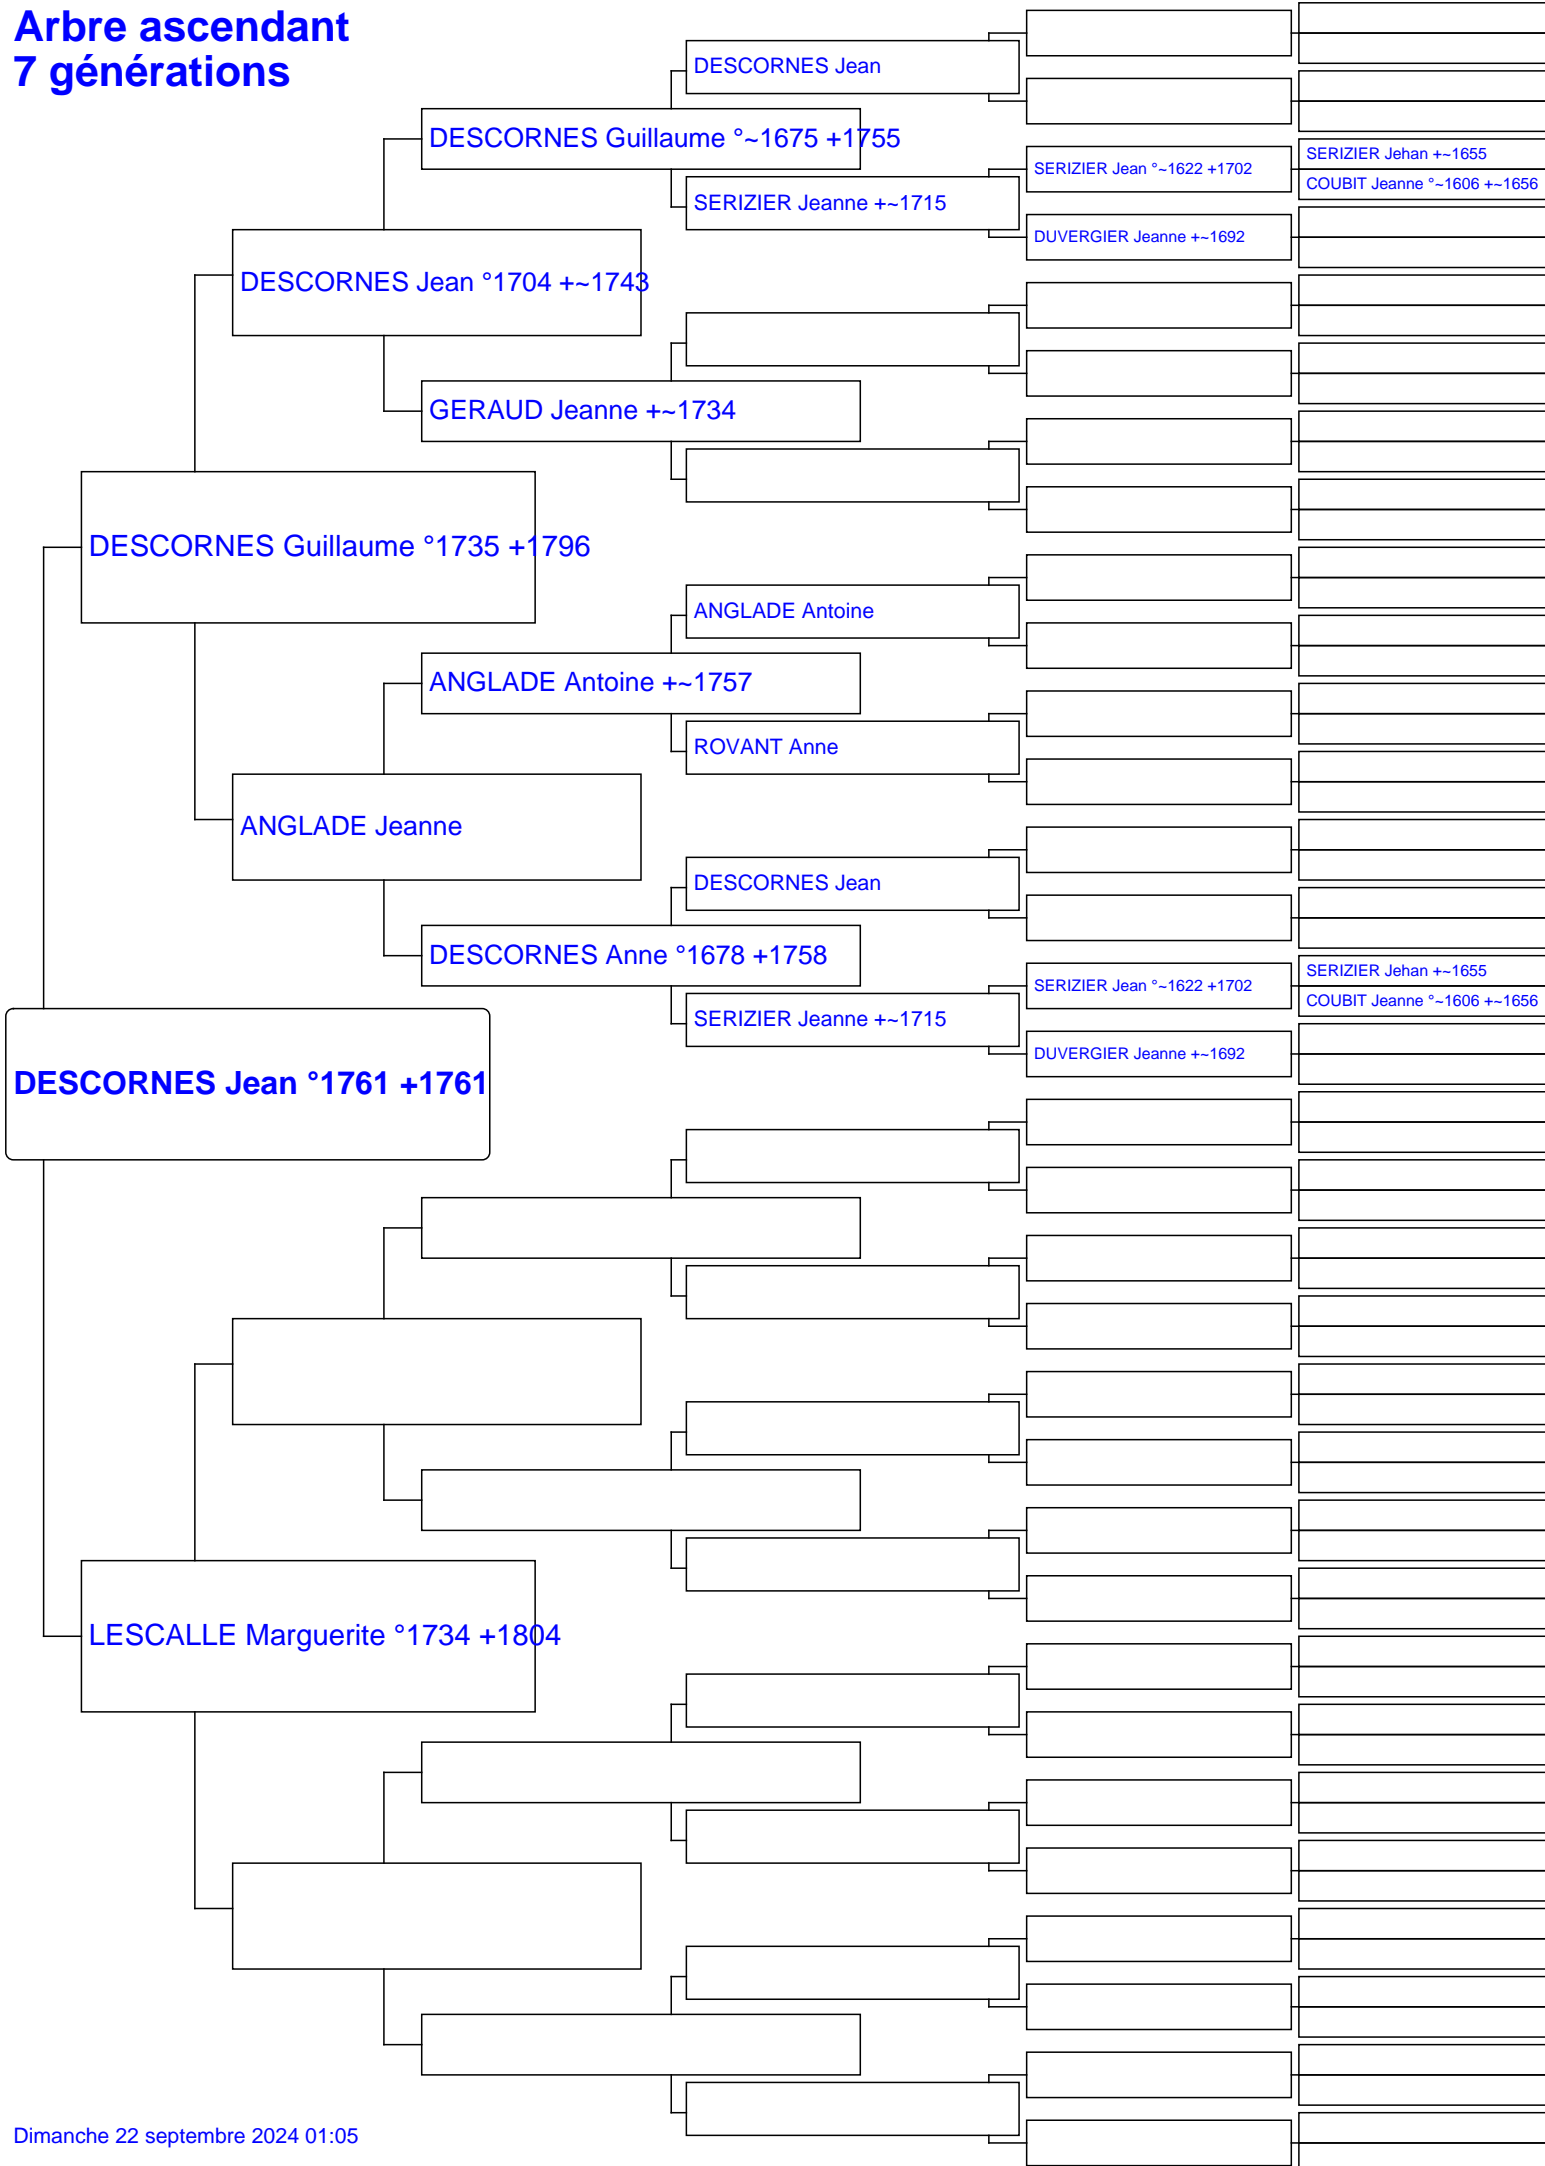 Arbre ascendant
7 générations
DESCORNES Jean
DESCORNES Guillaume °~1675 +1755
SERIZIER Jehan +~1655
SERIZIER Jean °~1622 +1702
COUBIT Jeanne °~1606 +~1656
SERIZIER Jeanne +~1715
DUVERGIER Jeanne +~1692
DESCORNES Jean °1704 +~1743
GERAUD Jeanne +~1734
DESCORNES Guillaume °1735 +1796
ANGLADE Antoine
ANGLADE Antoine +~1757
ROVANT Anne
ANGLADE Jeanne
DESCORNES Jean
DESCORNES Anne °1678 +1758
SERIZIER Jehan +~1655
SERIZIER Jean °~1622 +1702
COUBIT Jeanne °~1606 +~1656
SERIZIER Jeanne +~1715
DUVERGIER Jeanne +~1692
DESCORNES Jean °1761 +1761
LESCALLE Marguerite °1734 +1804
Dimanche 22 septembre 2024 01:05